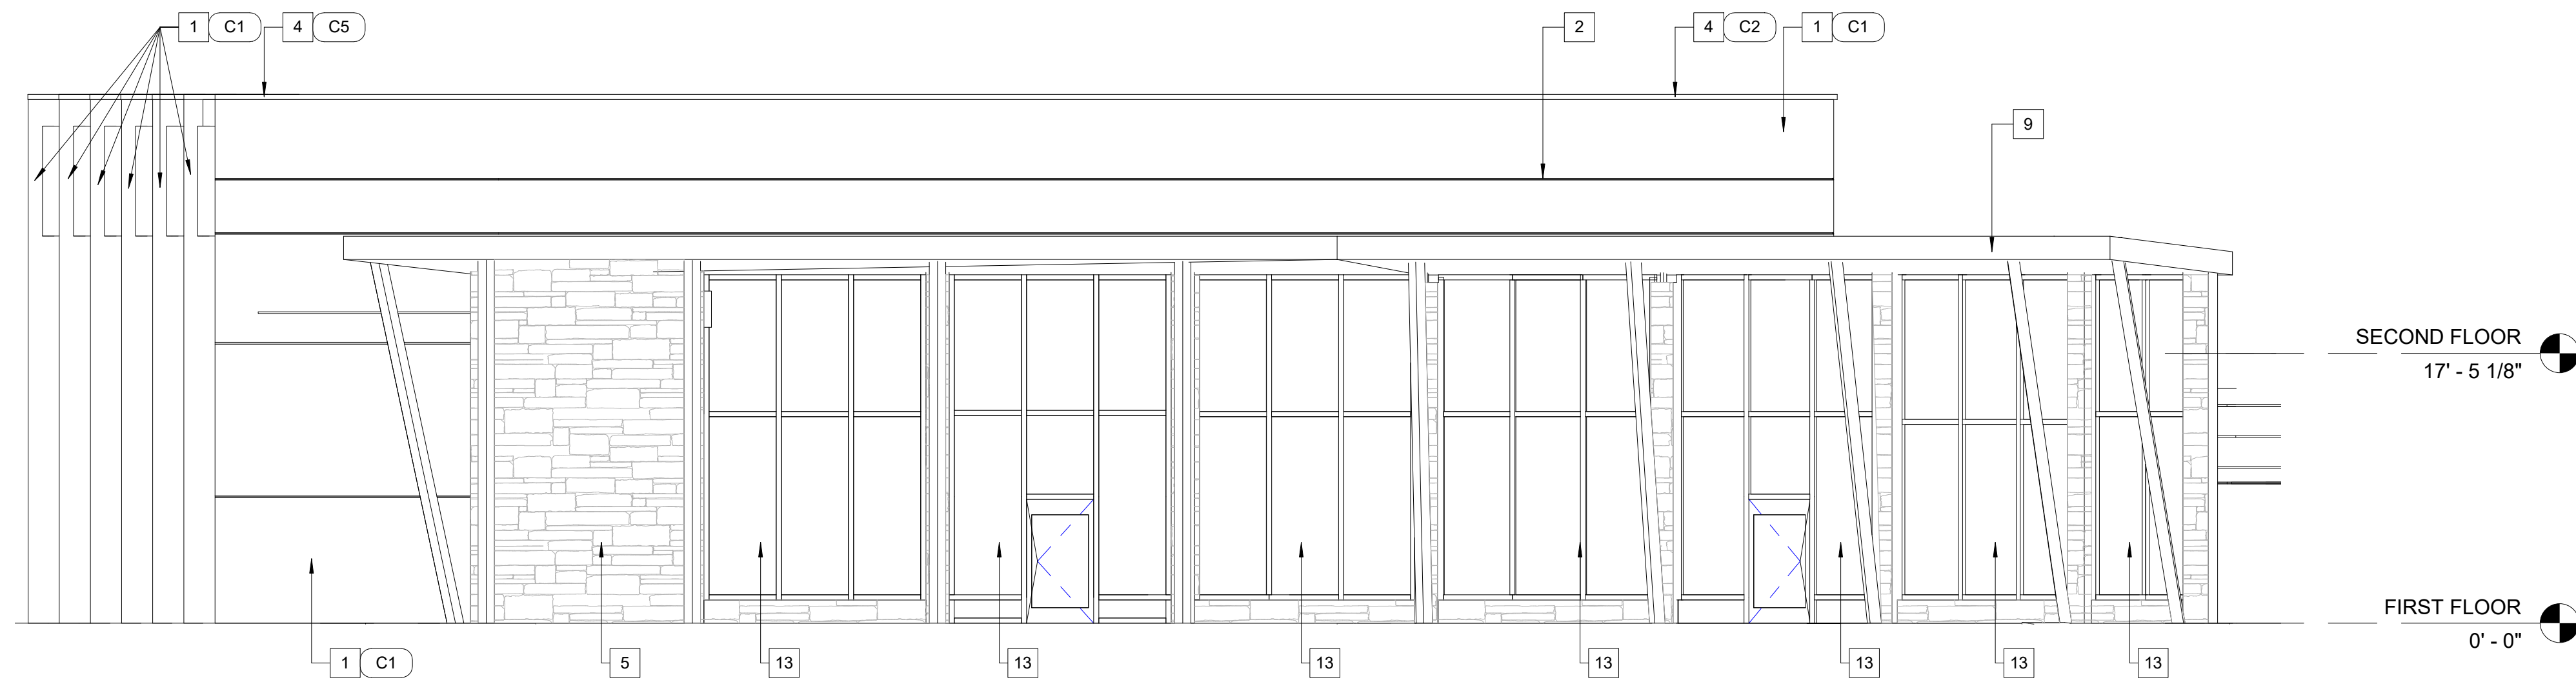 1 C1 4 C5 2 4 C2 1 C1
9
SECOND FLOOR
17' - 5 1/8"
FIRST FLOOR
0' - 0"
1 C1 5 13 13 13 13 13 13 13